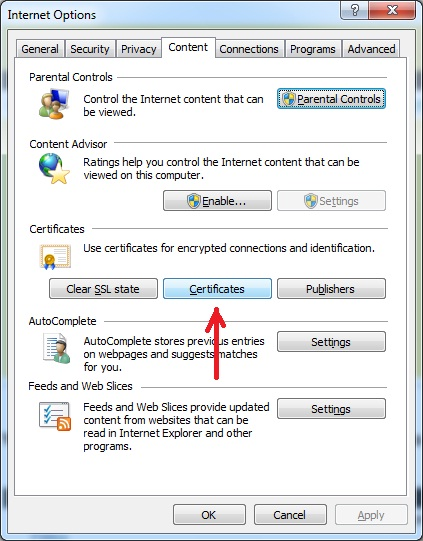 Internet Options
General Security Privacy Content Connections Programs Advanced
Parental Controls
Control the Internet content that can
be viewed.
Parental Controls
Content Advisor
Ratings help you control the Internet content that can be
viewed on this computer.
Enable... Settings
Certificates
Use certificates for encrypted connections and identification.
Clear SSL state Certificates Publishers
AutoComplete
AutoComplete stores previous entries
on webpages and suggests matches
for you.
Settings
Feeds and Web Slices
Feeds and Web Slices provide updated
content from websites that can be
read in Internet Explorer and other
programs.
Settings
OK Cancel Apply